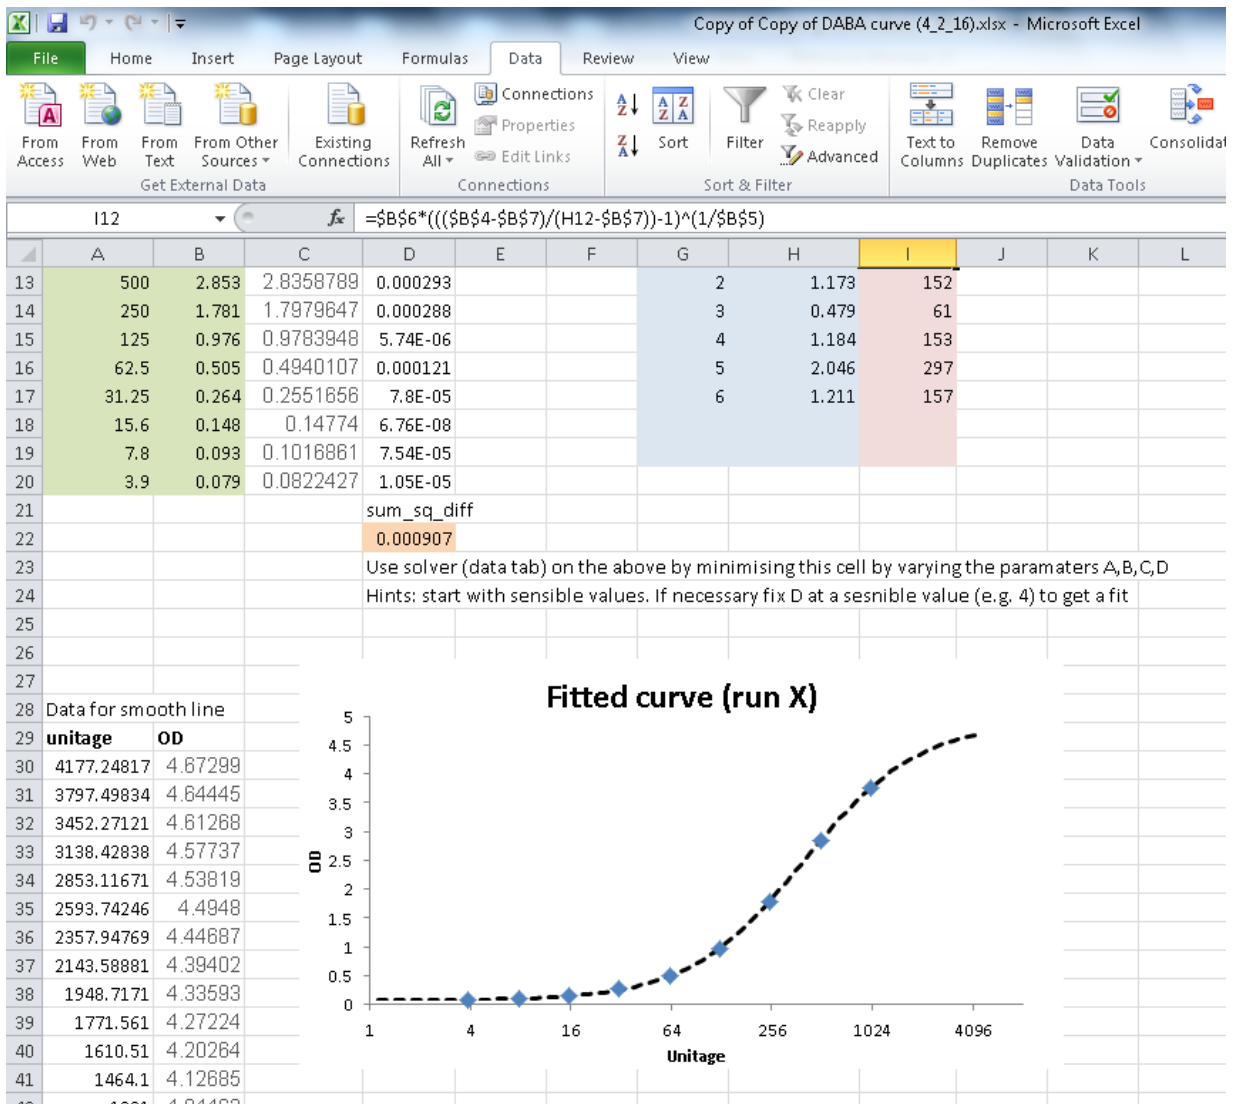 Copy of Copy of DABA curve (4_2_16).xlsx - Microsoft Excel
File Home Insert Page Layout Formulas Data Review View
From Access From Web From Text From Other Sources Existing Connections Refresh All Connections Properties Edit Links Sort Filter Clear Reapply Advanced Text to Columns Remove Duplicates Data Validation Consolidat
Get External Data Connections Sort & Filter Data Tools
I12 fx =$B$6*((($B$4-$B$7)/(H12-$B$7))-1)^(1/$B$5)
A B C D E F G H I J K L
13 500 2.853 2.8358789 0.000293 2 1.173 152
14 250 1.781 1.7979647 0.000288 3 0.479 61
15 125 0.976 0.9783948 5.74E-06 4 1.184 153
16 62.5 0.505 0.4940107 0.000121 5 2.046 297
17 31.25 0.264 0.2551656 7.8E-05 6 1.211 157
18 15.6 0.148 0.14774 6.76E-08
19 7.8 0.093 0.1016861 7.54E-05
20 3.9 0.079 0.0822427 1.05E-05
21 sum_sq_diff
22 0.000907
23 Use solver (data tab) on the above by minimising this cell by varying the paramaters A,B,C,D
24 Hints: start with sensible values. If necessary fix D at a sesnible value (e.g. 4) to get a fit
25
26
27
28 Data for smooth line
29 unitage OD
30 4177.24817 4.67299
31 3797.49834 4.64445
32 3452.27121 4.61268
33 3138.42838 4.57737
34 2853.11671 4.53819
35 2593.74246 4.4948
36 2357.94769 4.44687
37 2143.58881 4.39402
38 1948.7171 4.33593
39 1771.561 4.27224
40 1610.51 4.20264
41 1464.1 4.12685
Fitted curve (run X)
5
4.5
4
3.5
3
2.5
2
1.5
1
0.5
0
OD
1 4 16 64 256 1024 4096
Unitage